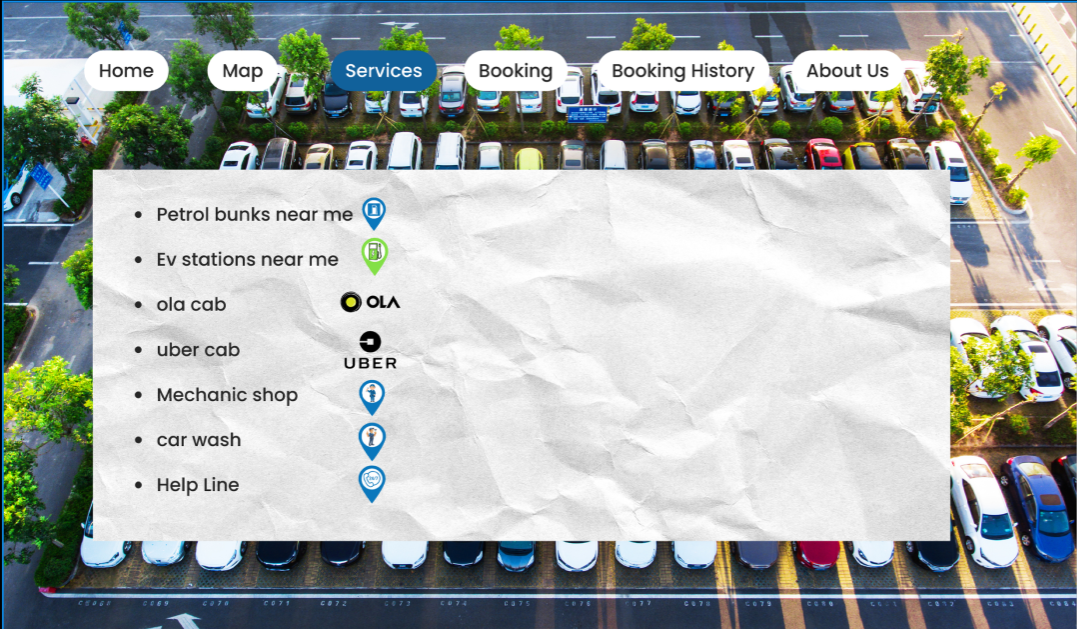 Home
Map
Services
Booking
Booking History
About Us
Petrol bunks near me
Ev stations near me
ola cab
OLA
uber cab
UBER
Mechanic shop
car wash
Help Line